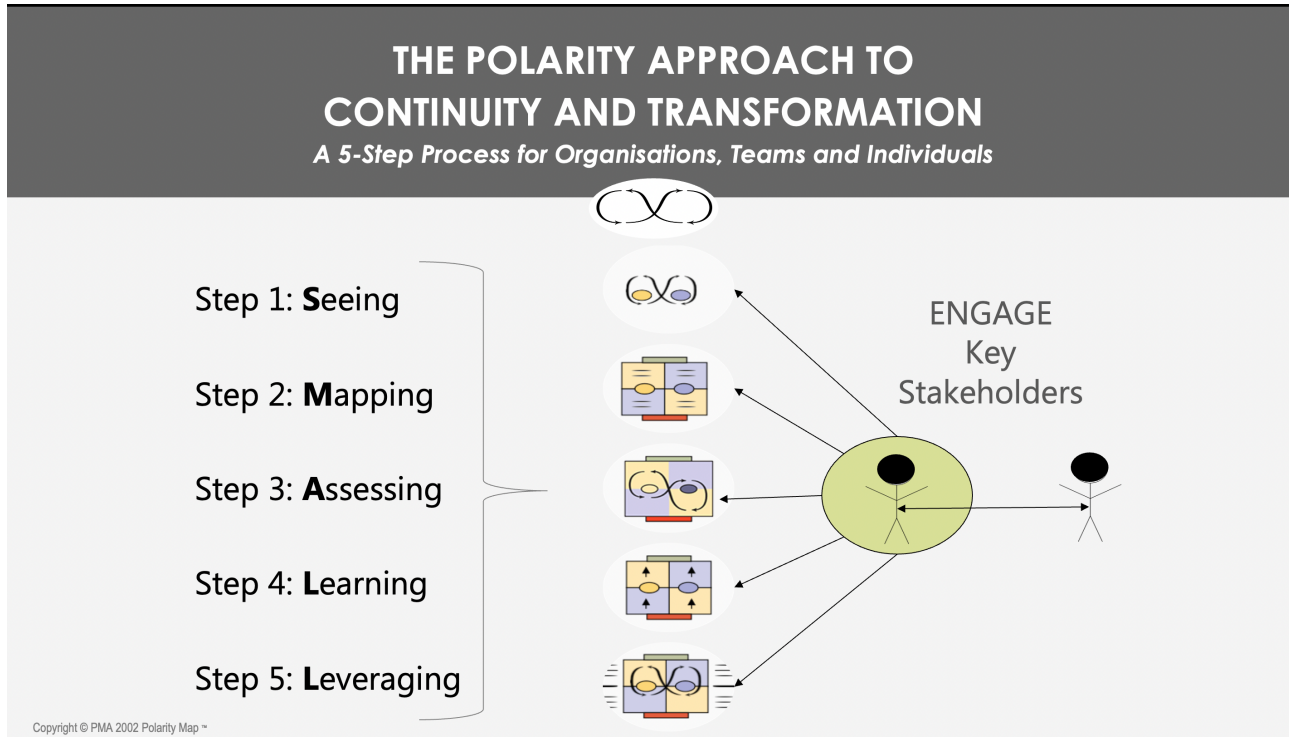 THE POLARITY APPROACH TO
CONTINUITY AND TRANSFORMATION
A 5-Step Process for Organisations, Teams and Individuals
Step 1: Seeing
Step 2: Mapping
Step 3: Assessing
Step 4: Learning
Step 5: Leveraging
ENGAGE
Key
Stakeholders
Copyright © PMA 2002 Polarity Map ™